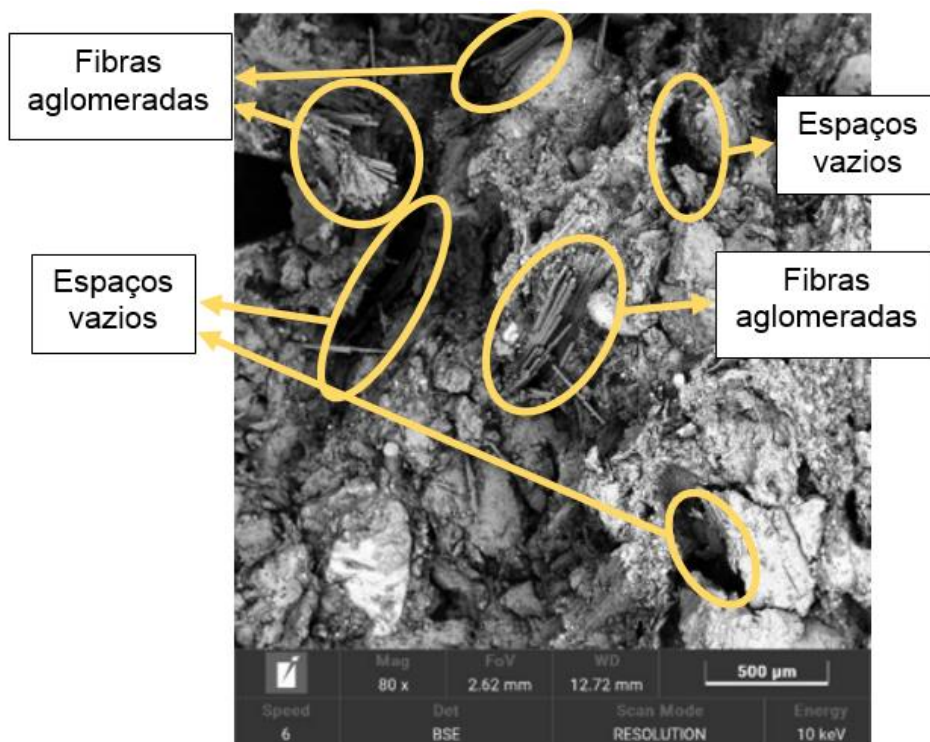 Fibras
aglomeradas
Espaços
vazios
Espaços
vazios
Fibras
aglomeradas
Mag
FoV
WD
500 µm
80 x
2.62 mm
12.72 mm
Speed
Det
Scan Mode
Energy
6
BSE
RESOLUTION
10 keV